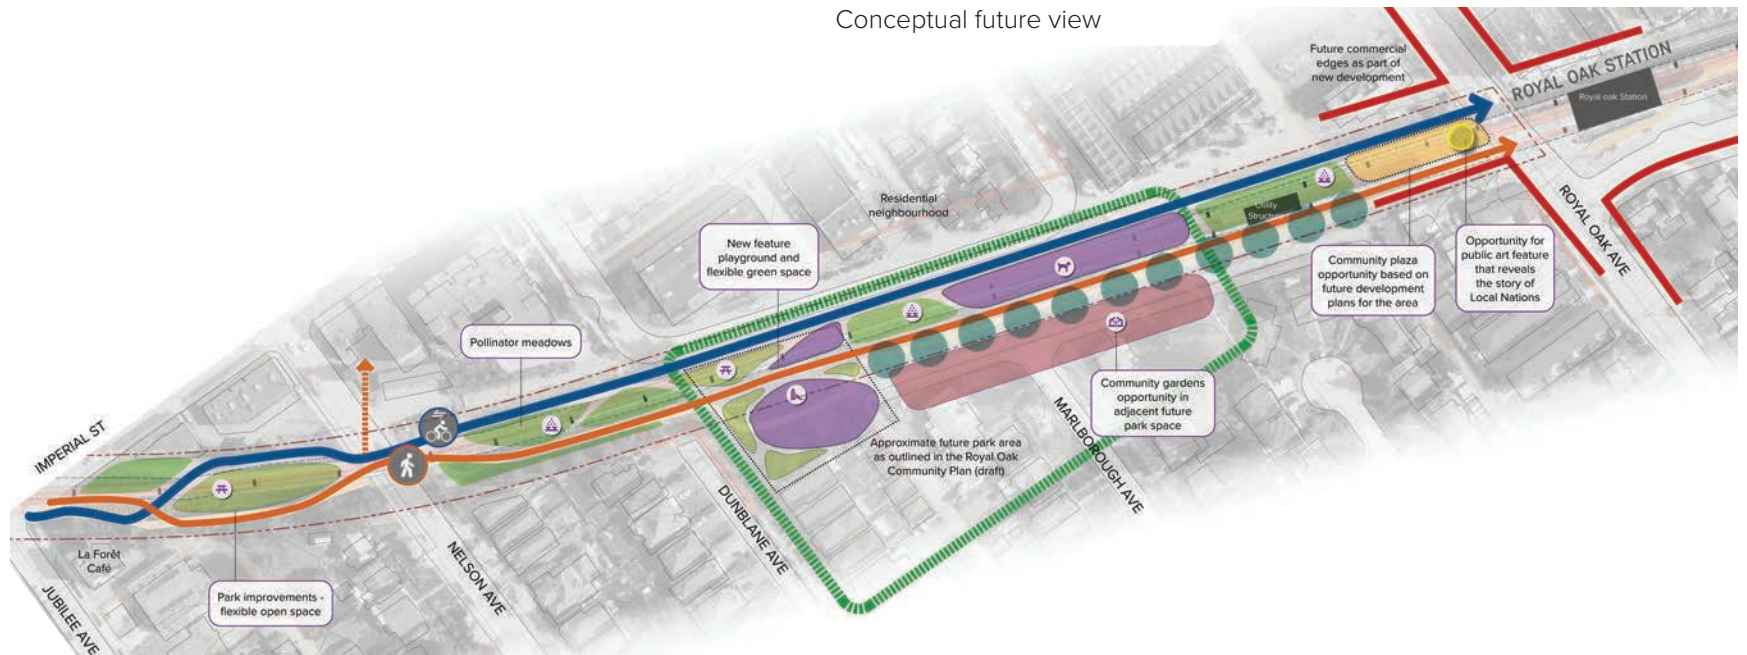 Conceptual future view
Future commercial
edges as part of
new development
ROYAL OAK STATION
Royal oak Station
Residential
neighbourhood
New feature
playground and
flexible green space
Utility
Structure
ROYAL OAK AVE
Community plaza
opportunity based on
future development
plans for the area
Opportunity for
public art feature
that reveals
the story of
Local Nations
Pollinator meadows
Community gardens
opportunity in
adjacent future
park space
MARLBOROUGH AVE
Approximate future park area
as outlined in the Royal Oak
Community Plan (draft)
IMPERIAL ST
DUNBLANE AVE
NELSON AVE
La Forêt
Café
Park improvements -
flexible open space
JUBILEE AVE